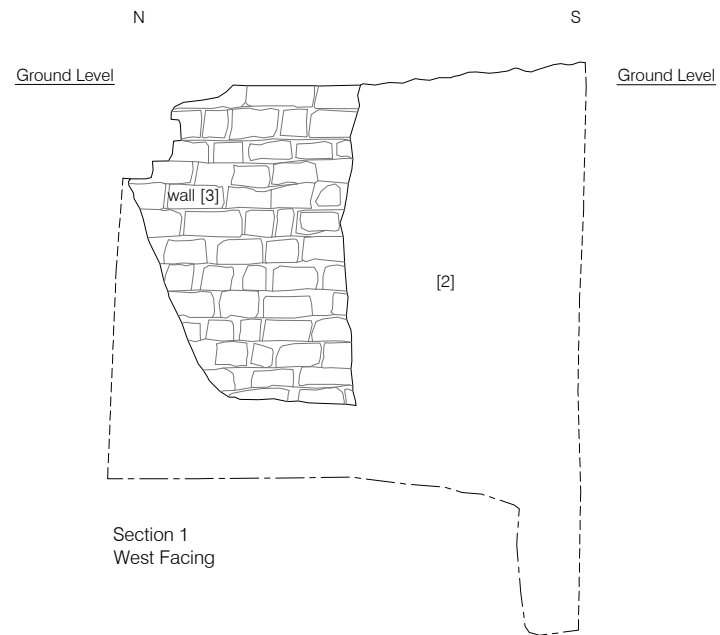 N
S
Ground Level
Ground Level
wall [3]
[2]
Section 1
West Facing